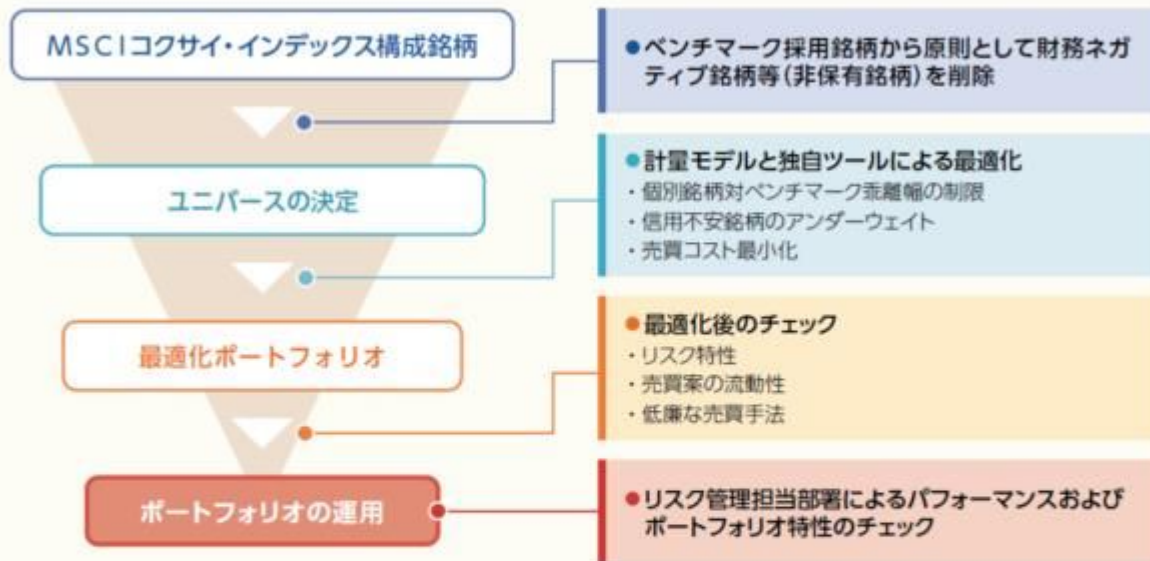 MSCIコクサイ・インデックス構成銘柄
●ベンチマーク採用銘柄から原則として財務ネガ
ティブ銘柄等(非保有銘柄)を削除
ユニバースの決定
●計量モデルと独自ツールによる最適化
・個別銘柄対ベンチマーク乖離幅の制限
・信用不安銘柄のアンダーウェイト
・売買コスト最小化
最適化ポートフォリオ
●最適化後のチェック
・リスク特性
・売買案の流動性
・低廉な売買手法
ポートフォリオの運用
●リスク管理担当部署によるパフォーマンスおよび
ポートフォリオ特性のチェック